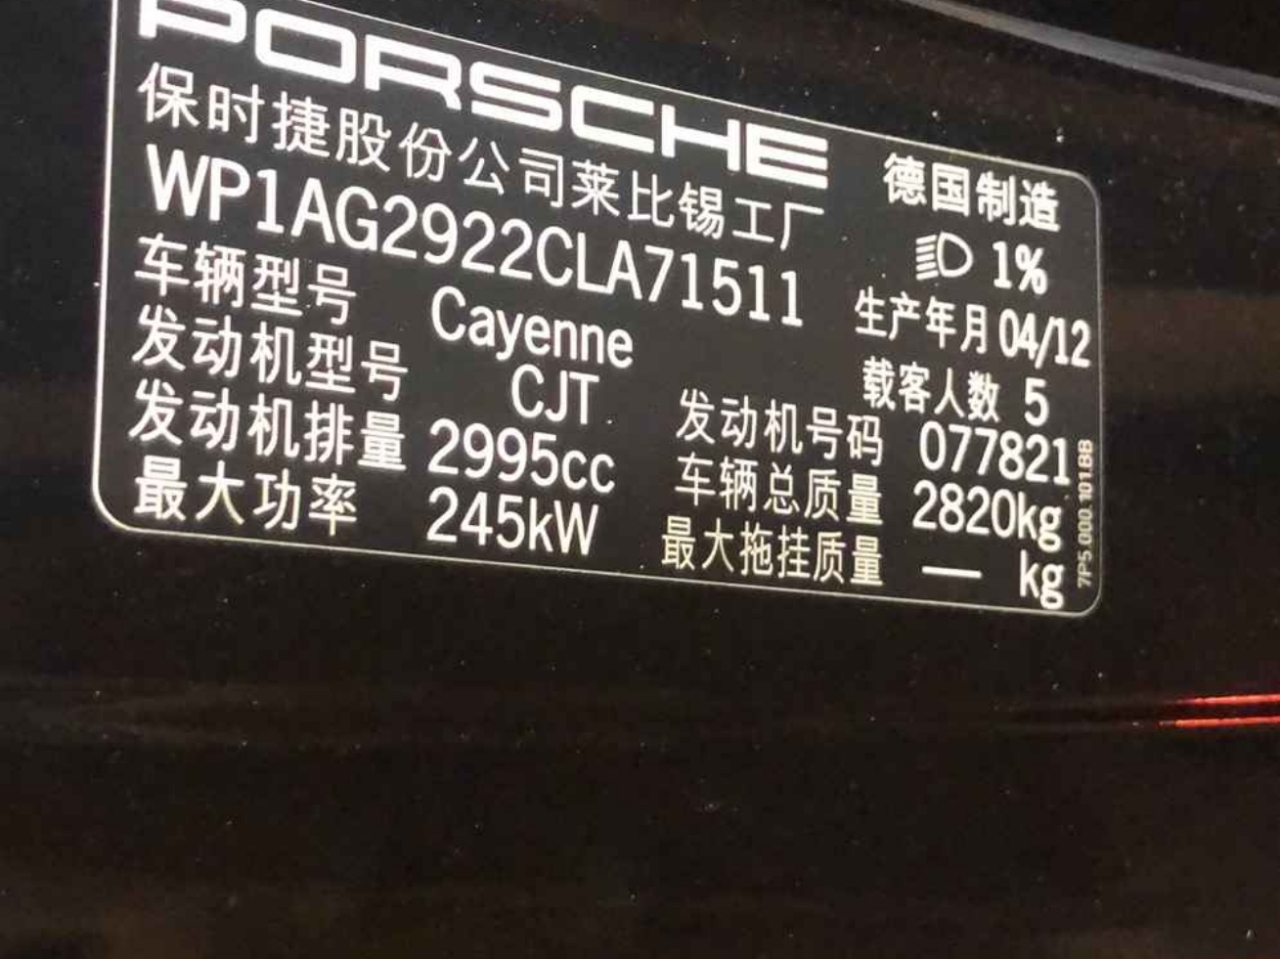 PORSCHE
保时捷股份公司莱比锡工厂 德国制造
WP1AG2922CLA71511 1%
车辆型号 Cayenne 生产年月 04/12
发动机型号 CJT 载客人数 5
发动机排量 2995cc 发动机号码 077821
最大功率 245kW 车辆总质量 2820kg
最大拖挂质量 — kg
7P5.000.101.BB